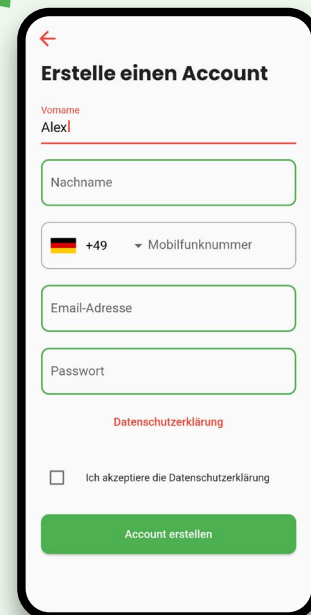 Erstelle einen Account
Vorname
Alex
Nachname
+49 Mobilfunknummer
Email-Adresse
Passwort
Datenschutzerklärung
Ich akzeptiere die Datenschutzerklärung
Account erstellen